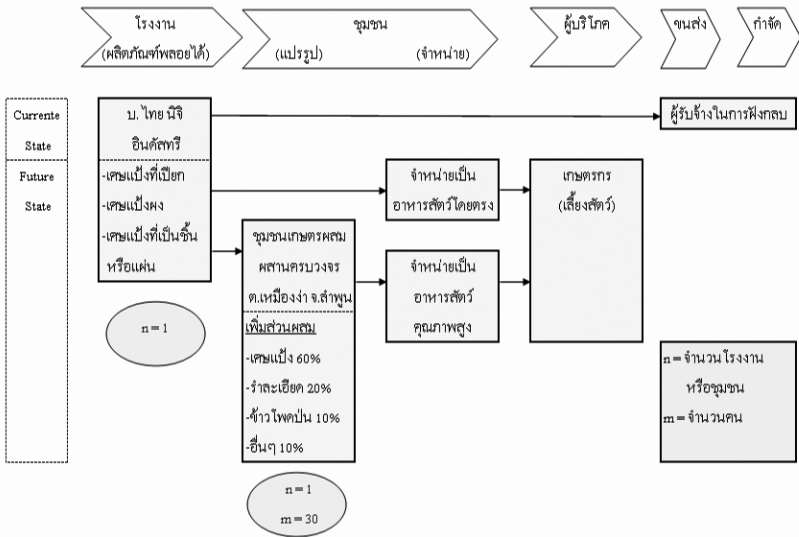 โรงงาน
(ผลิตภัณฑ์พลอยได้)
ชุมชน
(แปรรูป) (จำหน่าย)
ผู้บริโภค
ขนส่ง
กำจัด
Currente
State
บ. ไทย นิจิ
อินดัสทรี
ผู้รับจ้างในการฝังกลบ
Future
State
-เศษแป้งที่เปียก
-เศษแป้งผง
-เศษแป้งที่เป็นชิ้น
หรือแผ่น
จำหน่ายเป็น
อาหารสัตว์โดยตรง
เกษตรกร
(เลี้ยงสัตว์)
ชุมชนเกษตรผสม
ผสานครบวงจร
ต.เหมืองง่า จ.ลำพูน
เพิ่มส่วนผสม
-เศษแป้ง 60%
-รำละเอียด 20%
-ข้าวโพดป่น 10%
-อื่นๆ 10%
จำหน่ายเป็น
อาหารสัตว์
คุณภาพสูง
n = 1
n = 1
m = 30
n = จำนวนโรงงาน
หรือชุมชน
m = จำนวนคน